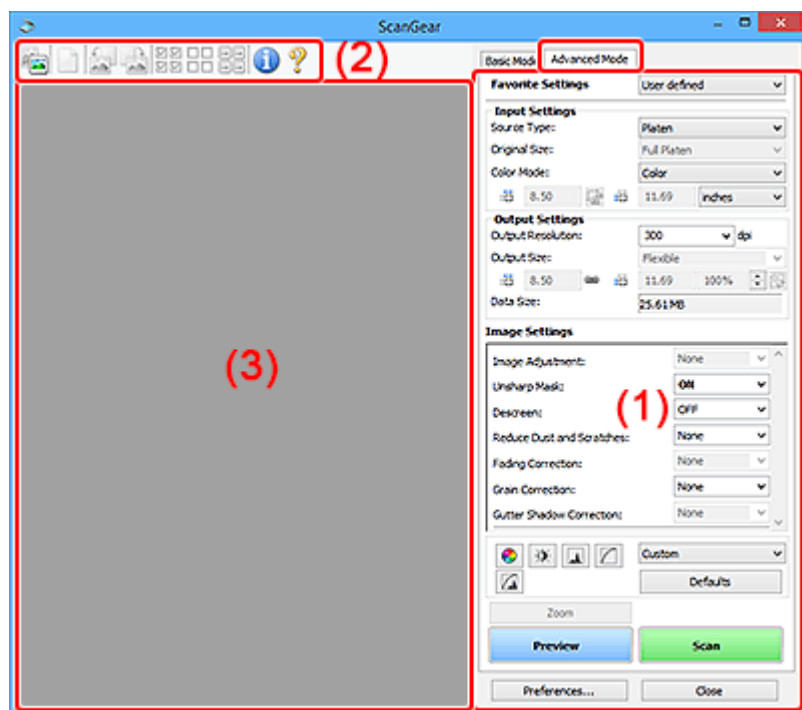 ScanGear
(2)
Basic Mode Advanced Mode
Favorite Settings User defined
Input Settings
Source Type: Platen
Original Size: Full Platen
Color Mode: Color
8.50 11.69 inches
Output Settings
Output Resolution: 300 dpi
Output Size: Flexible
8.50 11.69 100%
Data Size: 25.61MB
Image Settings
Image Adjustment: None
Unsharp Mask: ON
(1)
Descreen: OFF
Reduce Dust and Scratches: None
Fading Correction: None
Grain Correction: None
Gutter Shadow Correction: None
(3)
Custom
Defaults
Zoom
Preview Scan
Preferences... Close